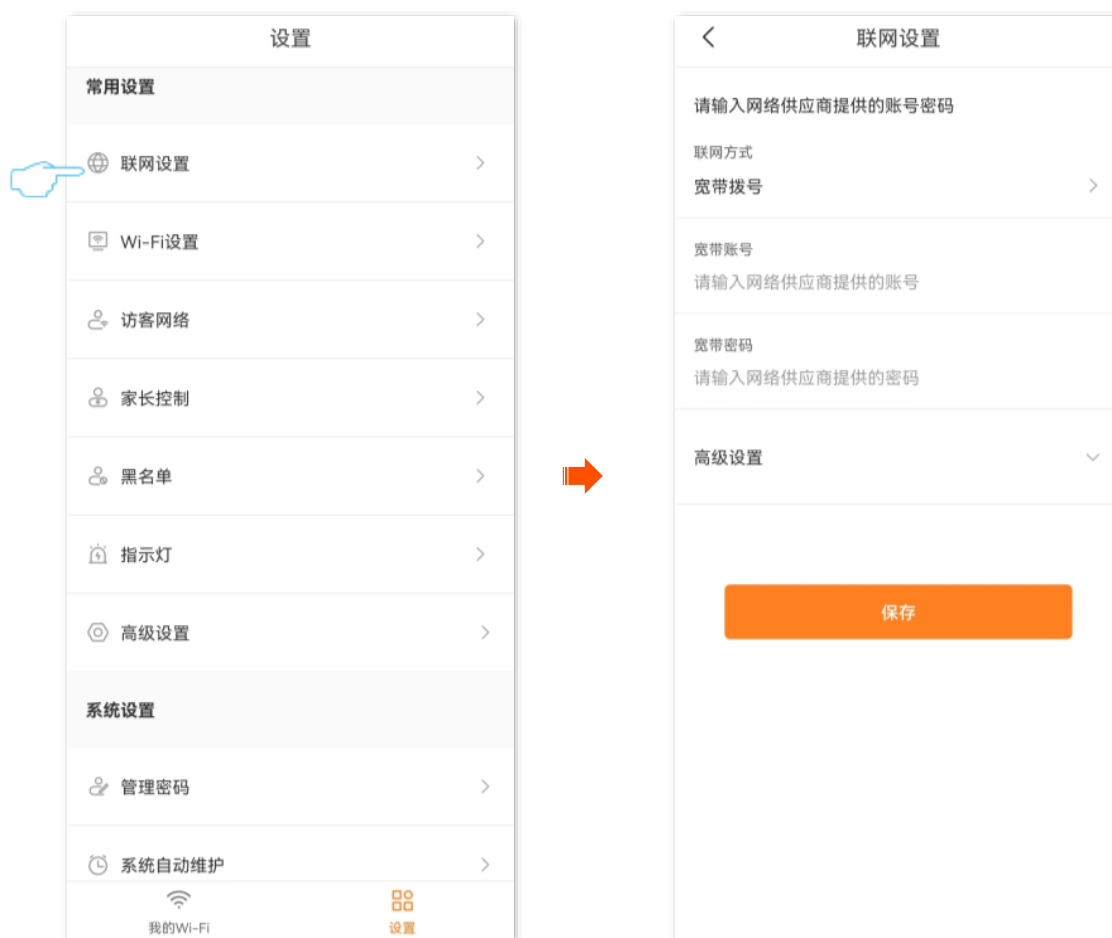 设置
常用设置
联网设置
Wi-Fi设置
访客网络
家长控制
黑名单
指示灯
高级设置
系统设置
管理密码
系统自动维护
我的Wi-Fi
设置
联网设置
请输入网络供应商提供的账号密码
联网方式
宽带拨号
宽带账号
请输入网络供应商提供的账号
宽带密码
请输入网络供应商提供的密码
高级设置
保存